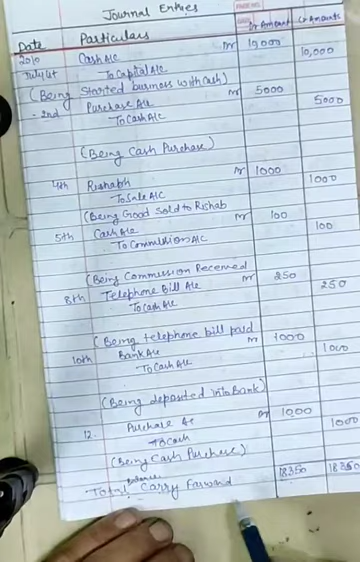 Journal Entries
Date Particulars Dr Amount Cr Amounts
2010 Cash A/c Dr 10,000
July 1st To Capital A/c 10,000
(Being Started business with Cash)
2nd Purchase A/c Dr 5000
To Cash A/c 5000
(Being Cash Purchase)
4th Rishabh Dr 1000
To Sale A/c 1000
(Being Good sold to Rishab
5th Cash A/c Dr 100
To Commission A/c 100
(Being Commission Received
8th Telephone Bill A/c Dr 250
To Cash A/c 250
(Being telephone bill paid
10th Bank A/c Dr 1000
To Cash A/c 1000
(Being deposited into Bank)
12. Purchase Ac Dr 1000
To Cash 1000
(Being Cash Purchase)
Total Carry Forward 18350 18350